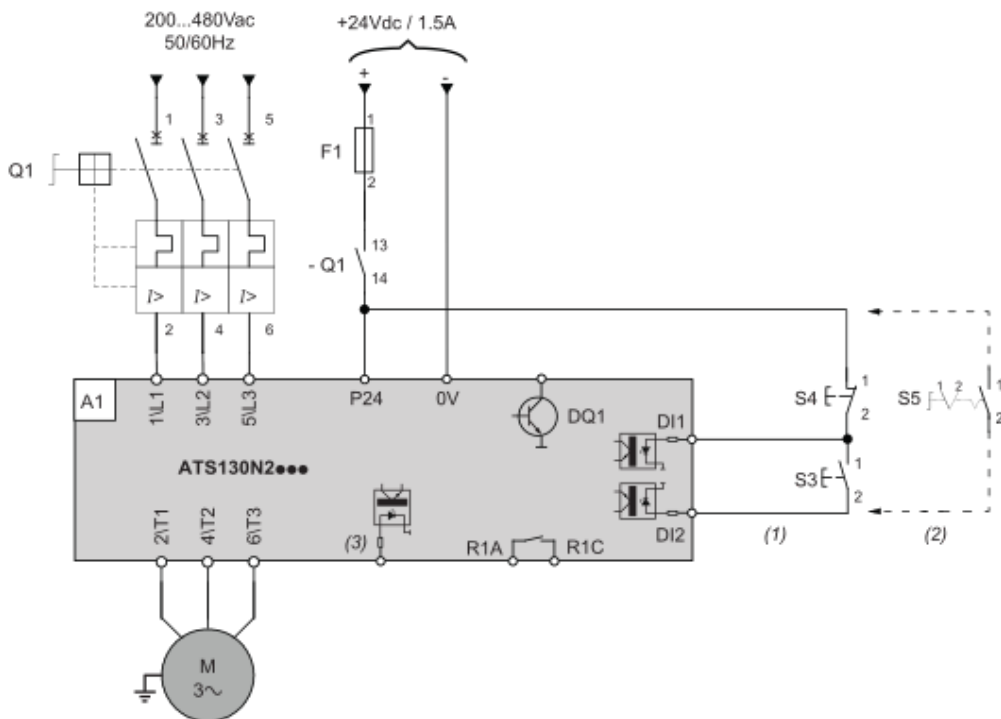 200...480Vac
50/60Hz
+24Vdc / 1.5A
+ -
1 3 5
1
F1
2
Q1
13
- Q1
14
I> I> I>
2 4 6
A1
1\L1 3\L2 5\L3
P24 0V
DQ1
DI1
S4
1
2
S5
1 2
1
2
ATS130N2●●●
S3
1
2
2\T1 4\T2 6\T3
(3)
R1A R1C
DI2
(1)
(2)
M
3~